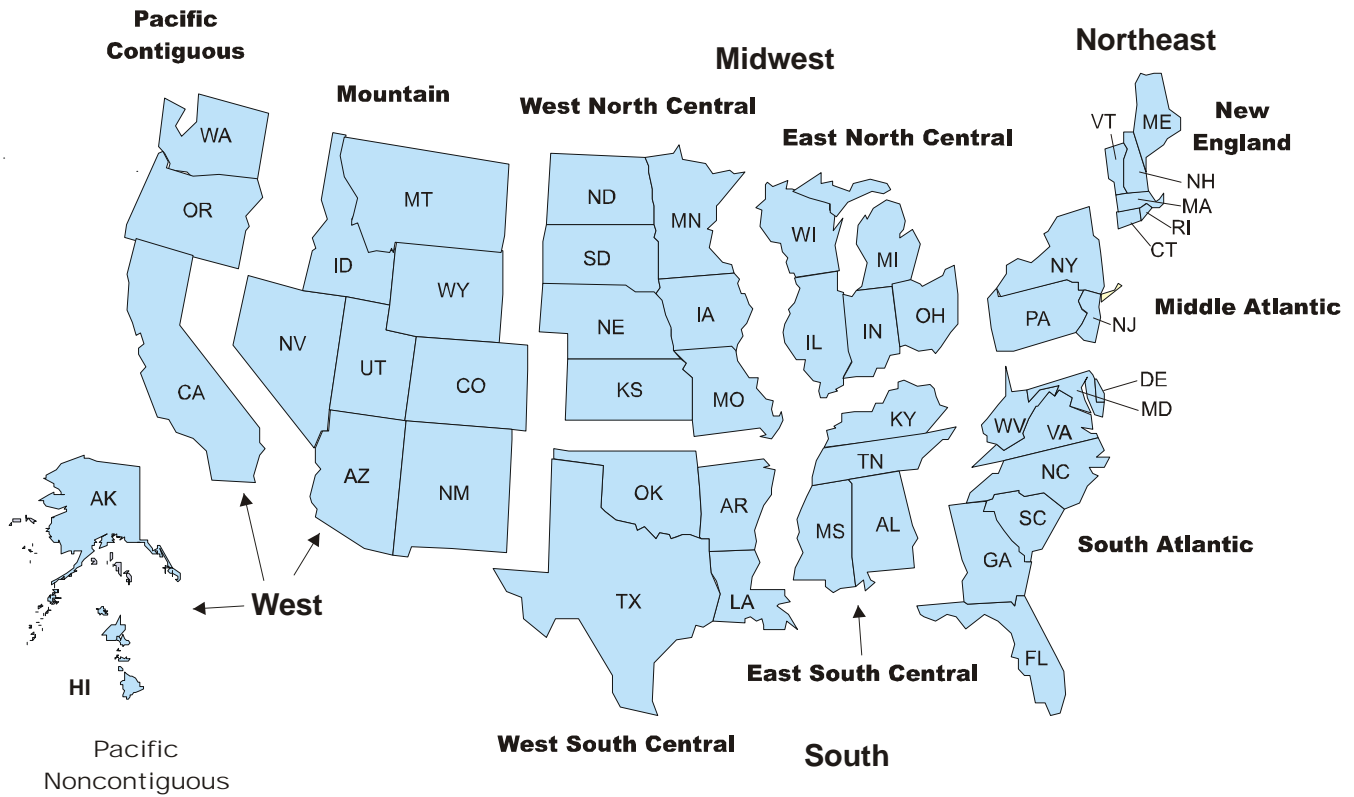 Pacific
Contiguous
Mountain
Midwest
West North Central
East North Central
Northeast
New
England
WA
OR
CA
MT
ID
WY
NV
UT
CO
AZ
NM
ND
SD
NE
KS
MN
IA
MO
WI
MI
IL
IN
OH
VT
ME
NH
MA
RI
CT
NY
PA
NJ
Middle Atlantic
DE
MD
WV
VA
NC
SC
GA
FL
South Atlantic
KY
TN
MS
AL
East South Central
OK
AR
TX
LA
West South Central
South
West
AK
HI
Pacific
Noncontiguous